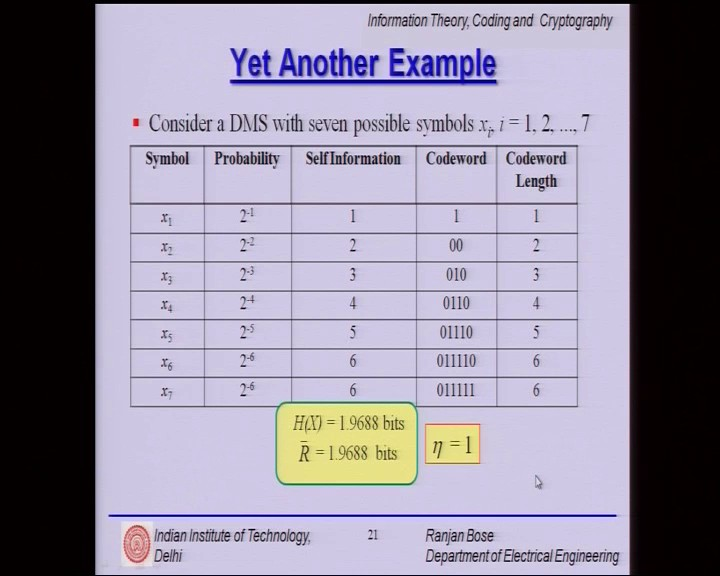 Information Theory, Coding and Cryptography
Yet Another Example
Consider a DMS with seven possible symbols xᵢ, i = 1, 2, ..., 7
Symbol Probability Self Information Codeword Codeword Length
x₁ 2⁻¹ 1 1 1
x₂ 2⁻² 2 00 2
x₃ 2⁻³ 3 010 3
x₄ 2⁻⁴ 4 0110 4
x₅ 2⁻⁵ 5 01110 5
x₆ 2⁻⁶ 6 011110 6
x₇ 2⁻⁶ 6 011111 6
H(X) = 1.9688 bits
R̄ = 1.9688 bits
η = 1
Indian Institute of Technology,
Delhi
21
Ranjan Bose
Department of Electrical Engineering